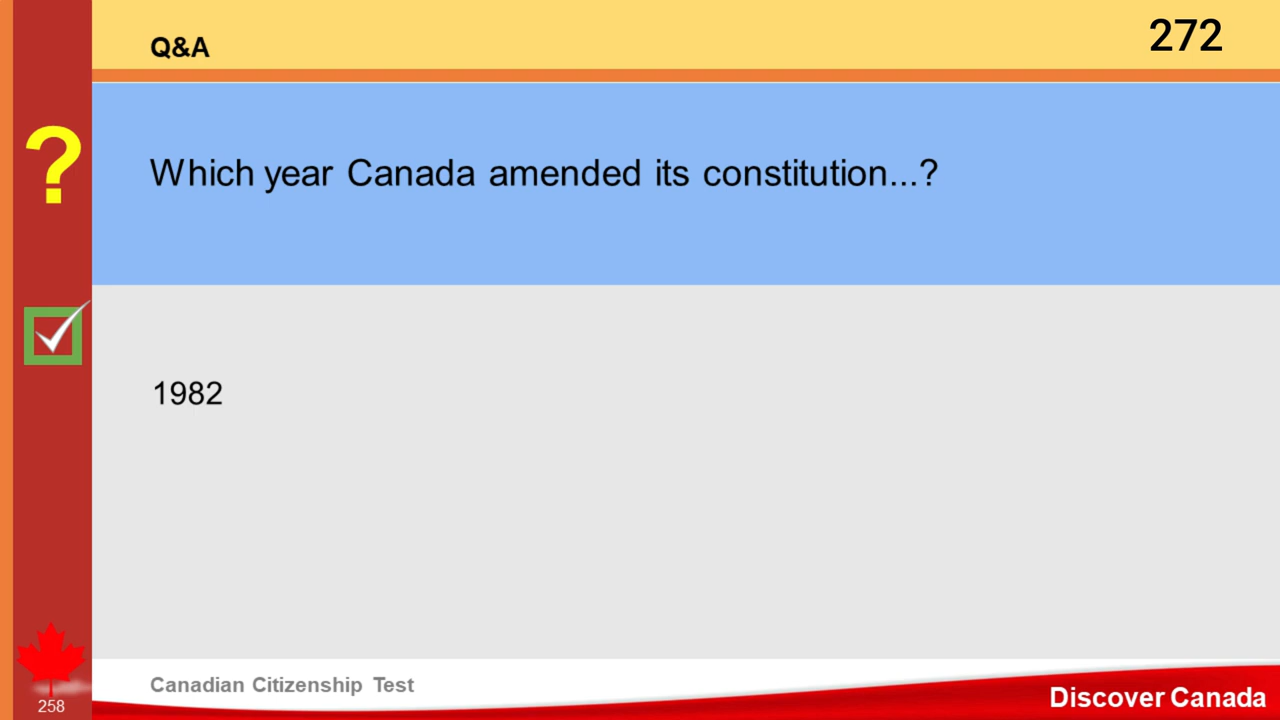 Q&A
272
?
Which year Canada amended its constitution...?
1982
Canadian Citizenship Test
258
Discover Canada